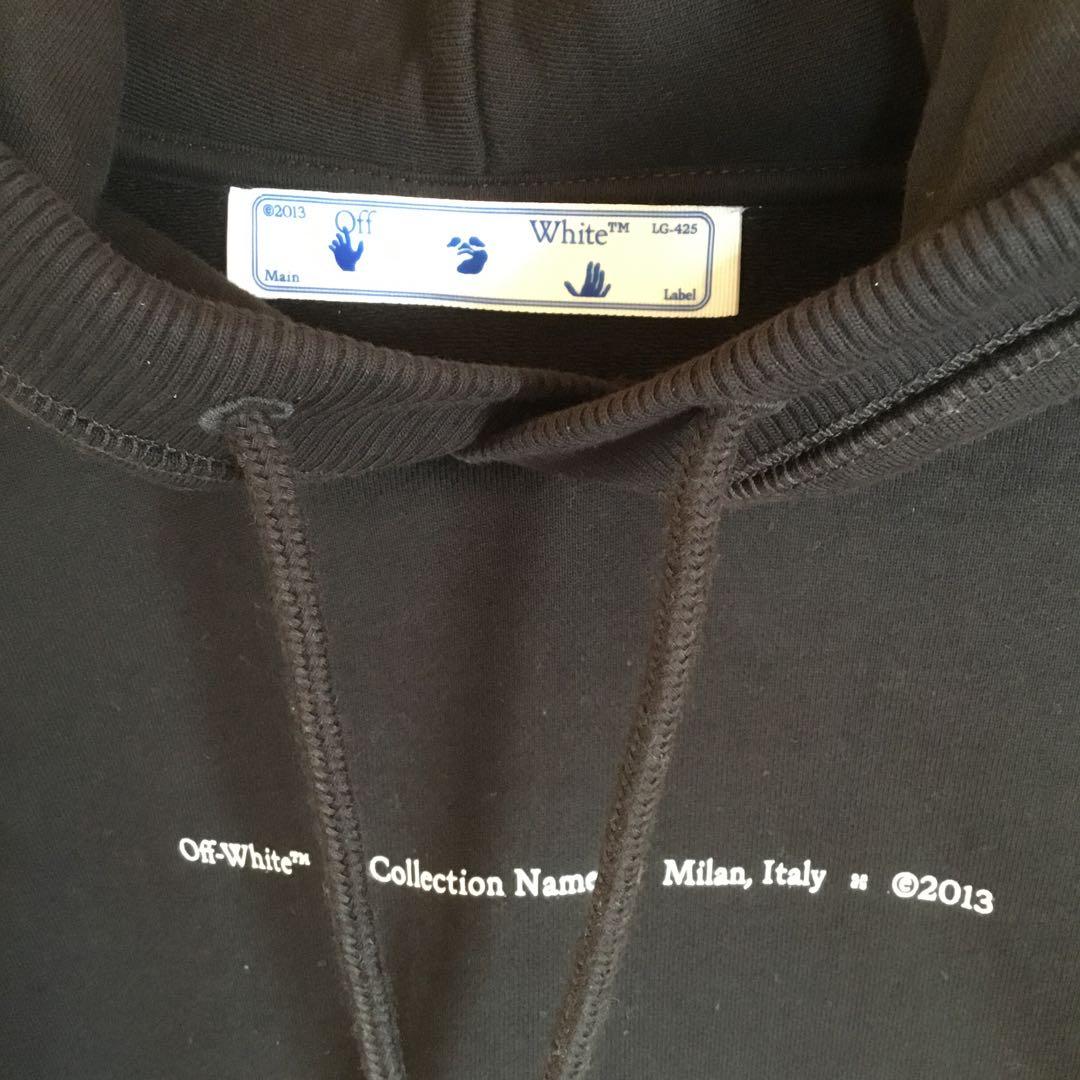 ©2013 Off White™ LG-425
Main Label
Off-White™ Collection Name Milan, Italy ©2013